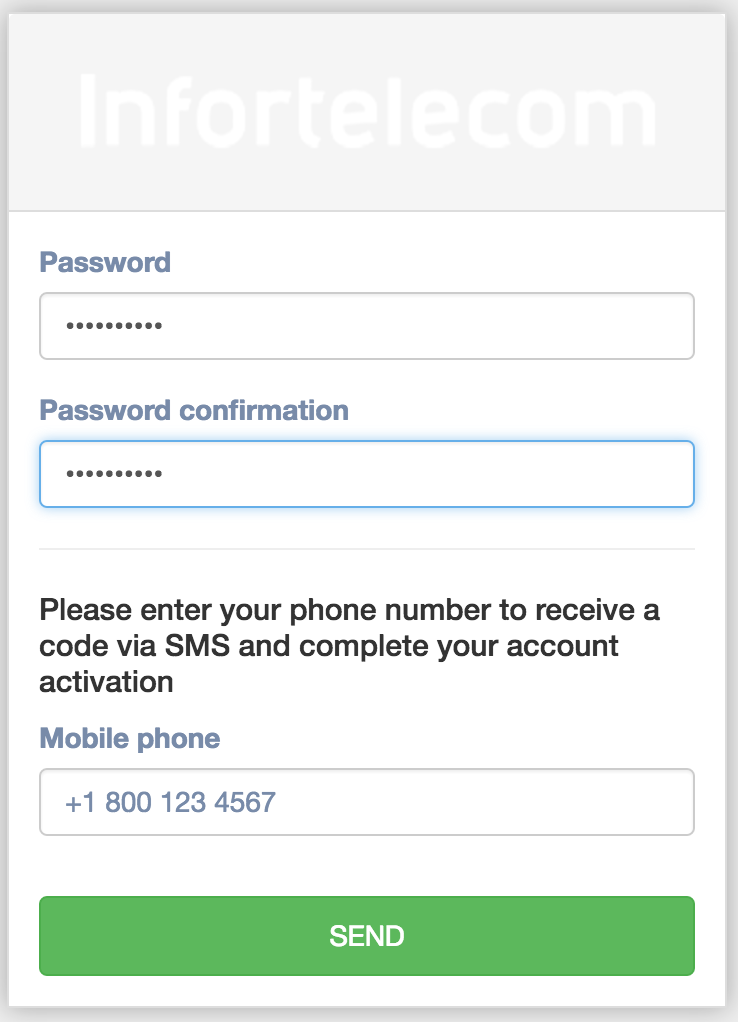 Infortelecom
Password
••••••••••
Password confirmation
••••••••••
Please enter your phone number to receive a
code via SMS and complete your account
activation
Mobile phone
+1 800 123 4567
SEND